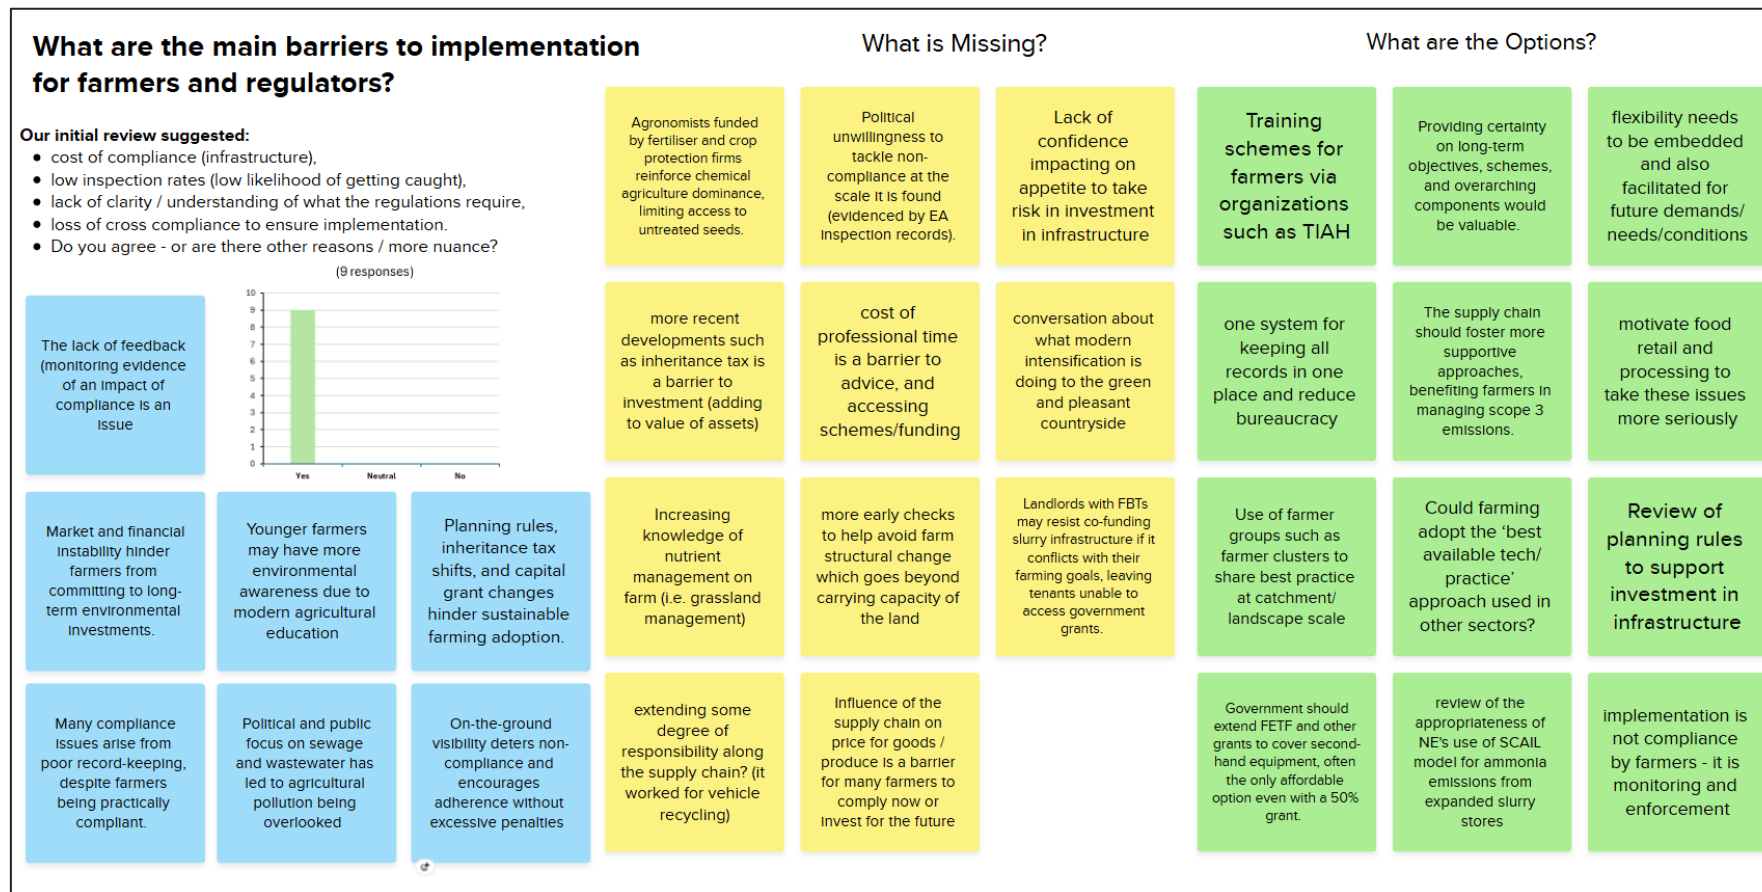 What are the main barriers to implementation
for farmers and regulators?
Our initial review suggested:
• cost of compliance (infrastructure),
• low inspection rates (low likelihood of getting caught),
• lack of clarity / understanding of what the regulations require,
• loss of cross compliance to ensure implementation.
• Do you agree - or are there other reasons / more nuance?
(9 responses)
10
9
8
7
6
5
4
3
2
1
0
Yes
Neutral
No
The lack of feedback
(monitoring evidence
of an impact of
compliance is an
issue
Market and financial
instability hinder
farmers from
committing to long-
term environmental
investments.
Younger farmers
may have more
environmental
awareness due to
modern agricultural
education
Planning rules,
inheritance tax
shifts, and capital
grant changes
hinder sustainable
farming adoption.
Many compliance
issues arise from
poor record-keeping,
despite farmers
being practically
compliant.
Political and public
focus on sewage
and wastewater has
led to agricultural
pollution being
overlooked
On-the-ground
visibility deters non-
compliance and
encourages
adherence without
excessive penalties
What is Missing?
Agronomists funded
by fertiliser and crop
protection firms
reinforce chemical
agriculture dominance,
limiting access to
untreated seeds.
Political
unwillingness to
tackle non-
compliance at the
scale it is found
(evidenced by EA
inspection records).
Lack of
confidence
impacting on
appetite to take
risk in investment
in infrastructure
more recent
developments such
as inheritance tax is
a barrier to
investment (adding
to value of assets)
cost of
professional time
is a barrier to
advice, and
accessing
schemes/funding
conversation about
what modern
intensification is
doing to the green
and pleasant
countryside
Increasing
knowledge of
nutrient
management on
farm (i.e. grassland
management)
more early checks
to help avoid farm
structural change
which goes beyond
carrying capacity of
the land
Landlords with FBTs
may resist co-funding
slurry infrastructure if it
conflicts with their
farming goals, leaving
tenants unable to
access government
grants.
extending some
degree of
responsibility along
the supply chain? (it
worked for vehicle
recycling)
Influence of the
supply chain on
price for goods /
produce is a barrier
for many farmers to
comply now or
invest for the future
What are the Options?
Training
schemes for
farmers via
organizations
such as TIAH
Providing certainty
on long-term
objectives, schemes,
and overarching
components would
be valuable.
flexibility needs
to be embedded
and also
facilitated for
future demands/
needs/conditions
one system for
keeping all
records in one
place and reduce
bureaucracy
The supply chain
should foster more
supportive
approaches,
benefiting farmers in
managing scope 3
emissions.
motivate food
retail and
processing to
take these issues
more seriously
Use of farmer
groups such as
farmer clusters to
share best practice
at catchment/
landscape scale
Could farming
adopt the ‘best
available tech/
practice’
approach used in
other sectors?
Review of
planning rules
to support
investment in
infrastructure
Government should
extend FETF and other
grants to cover second-
hand equipment, often
the only affordable
option even with a 50%
grant.
review of the
appropriateness of
NE's use of SCAIL
model for ammonia
emissions from
expanded slurry
stores
implementation is
not compliance
by farmers - it is
monitoring and
enforcement